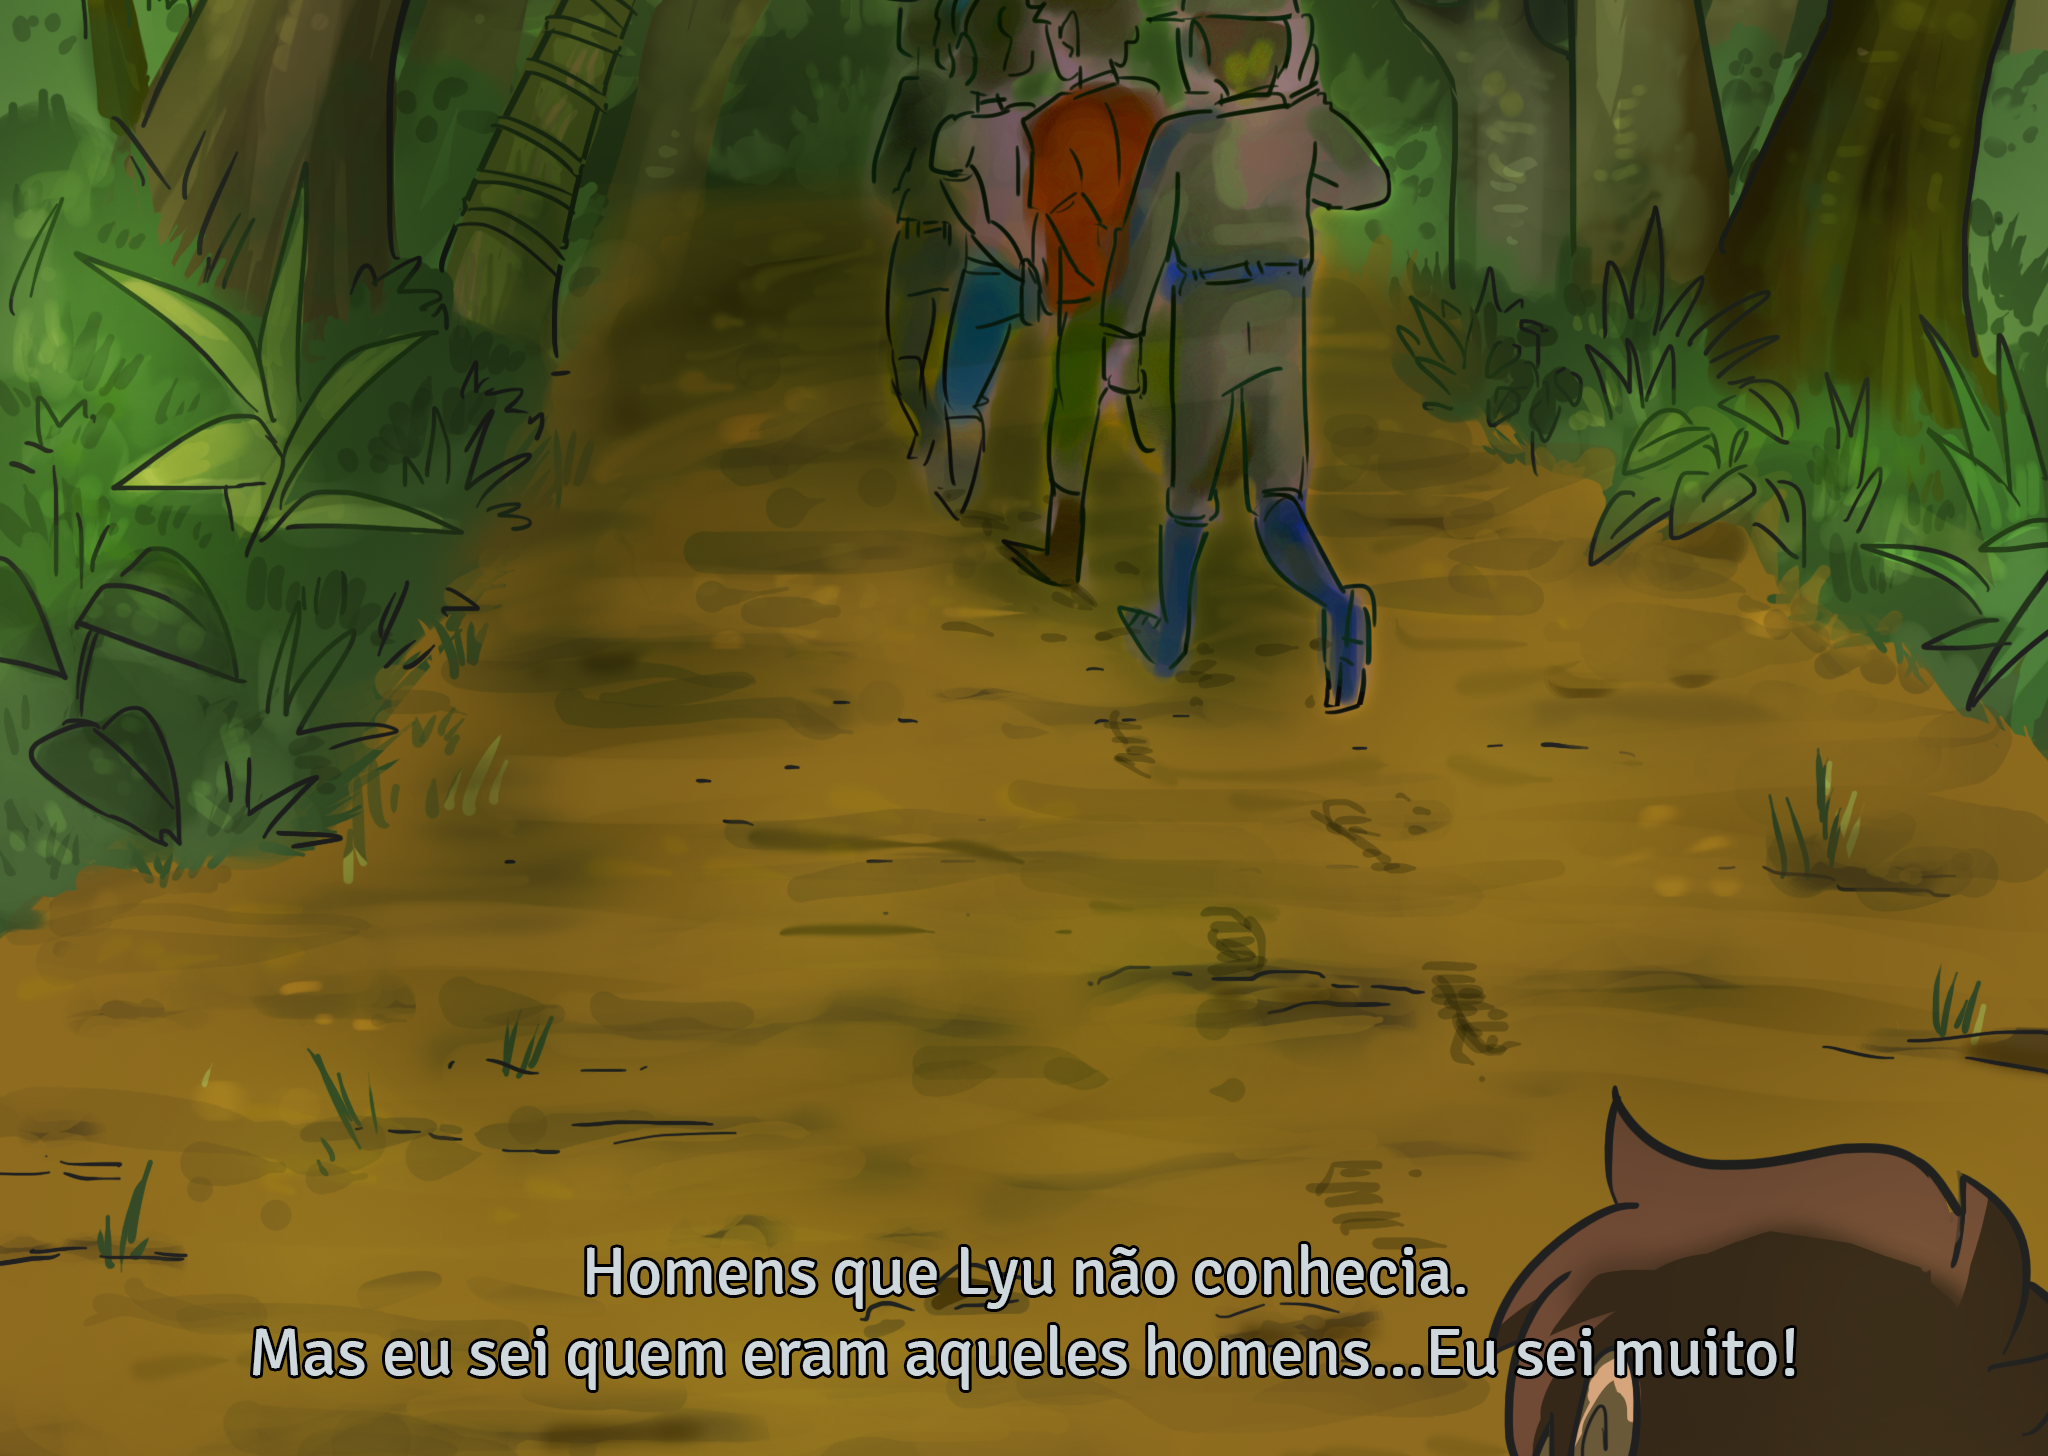 Homens que Lyu não conhecia.
Mas eu sei quem eram aqueles homens...Eu sei muito!